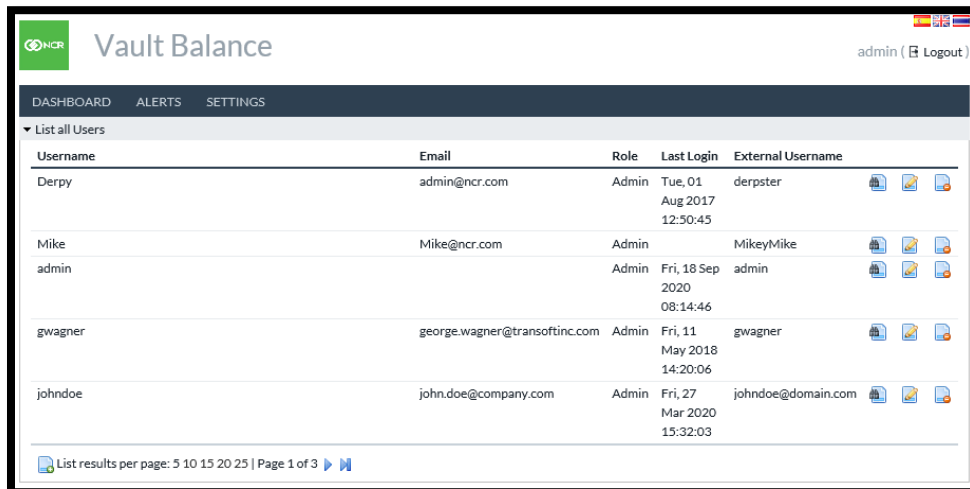 NCR
Vault Balance
admin ( Logout )
DASHBOARD ALERTS SETTINGS
List all Users
Username Email Role Last Login External Username
Derpy admin@ncr.com Admin Tue, 01 derpster
Aug 2017
12:50:45
Mike Mike@ncr.com Admin MikeyMike
admin Admin Fri, 18 Sep admin
2020
08:14:46
gwagner george.wagner@transoftinc.com Admin Fri, 11 gwagner
May 2018
14:20:06
johndoe john.doe@company.com Admin Fri, 27 johndoe@domain.com
Mar 2020
15:32:03
List results per page: 5 10 15 20 25 | Page 1 of 3